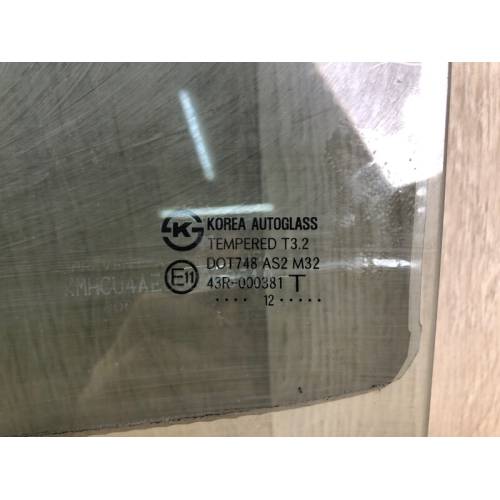 KOREA AUTOGLASS
TEMPERED T3.2
DOT748 AS2 M32
E11 43R-000381 T
.... 12 .....